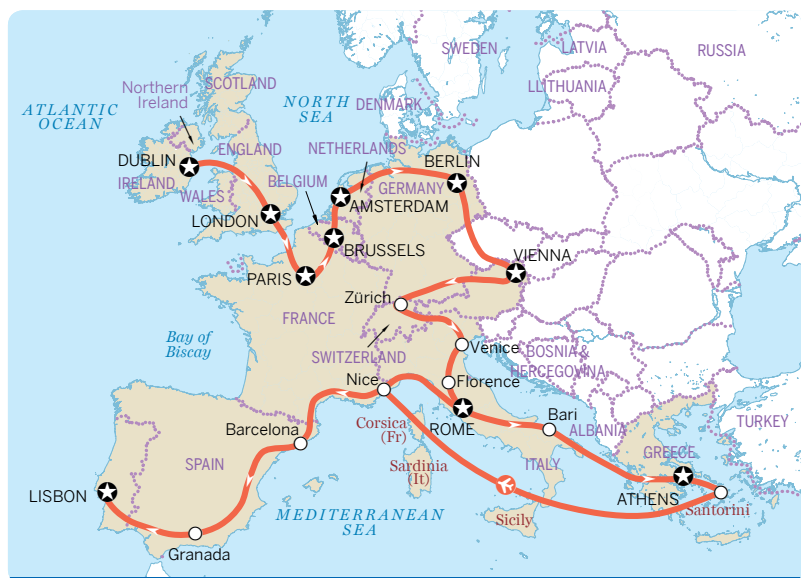 SWEDEN
LATVIA
RUSSIA
LLITHUANIA
SCOTLAND
Northern
Ireland
NORTH
SEA
DENMARK
ATLANTIC
OCEAN
DUBLIN
ENGLAND
NETHERLANDS
BERLIN
IRELAND
WALES
BELGIUM
GERMANY
AMSTERDAM
LONDON
BRUSSELS
VIENNA
PARIS
Zürich
FRANCE
Bay of
Biscay
SWITZERLAND
Venice
BOSNIA &
HERCEGOVINA
Nice
Florence
Barcelona
Corsica
(Fr)
ROME
Bari
ALBANIA
TURKEY
SPAIN
Sardinia
(It)
ITALY
GREECE
LISBON
ATHENS
Santorini
MEDITERRANEAN
SEA
Sicily
Granada